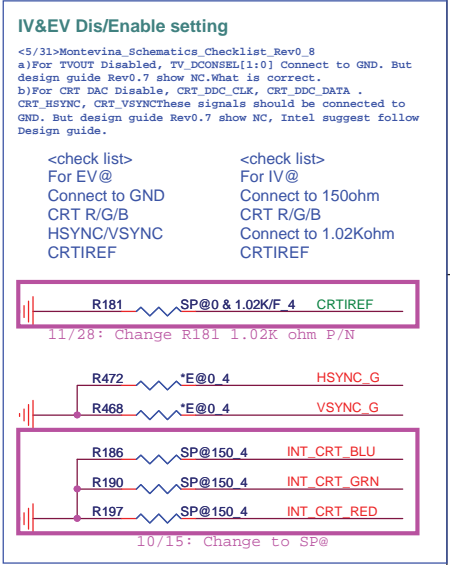 IV&EV Dis/Enable setting
<5/31>Montevina_Schematics_Checklist_Rev0_8
a)For TVOUT Disabled, TV_DCONSEL[1:0] Connect to GND. But
design guide Rev0.7 show NC.What is correct.
b)For CRT DAC Disable, CRT_DDC_CLK, CRT_DDC_DATA .
CRT_HSYNC, CRT_VSYNCThese signals should be connected to
GND. But design guide Rev0.7 show NC, Intel suggest follow
Design guide.
<check list>
For EV@
Connect to GND
CRT R/G/B
HSYNC/VSYNC
CRTIREF
<check list>
For IV@
Connect to 150ohm
CRT R/G/B
Connect to 1.02Kohm
CRTIREF
R181 SP@0 & 1.02K/F_4 CRTIREF
11/28: Change R181 1.02K ohm P/N
R472 *E@0_4 HSYNC_G
R468 *E@0_4 VSYNC_G
R186 SP@150_4 INT_CRT_BLU
R190 SP@150_4 INT_CRT_GRN
R197 SP@150_4 INT_CRT_RED
10/15: Change to SP@